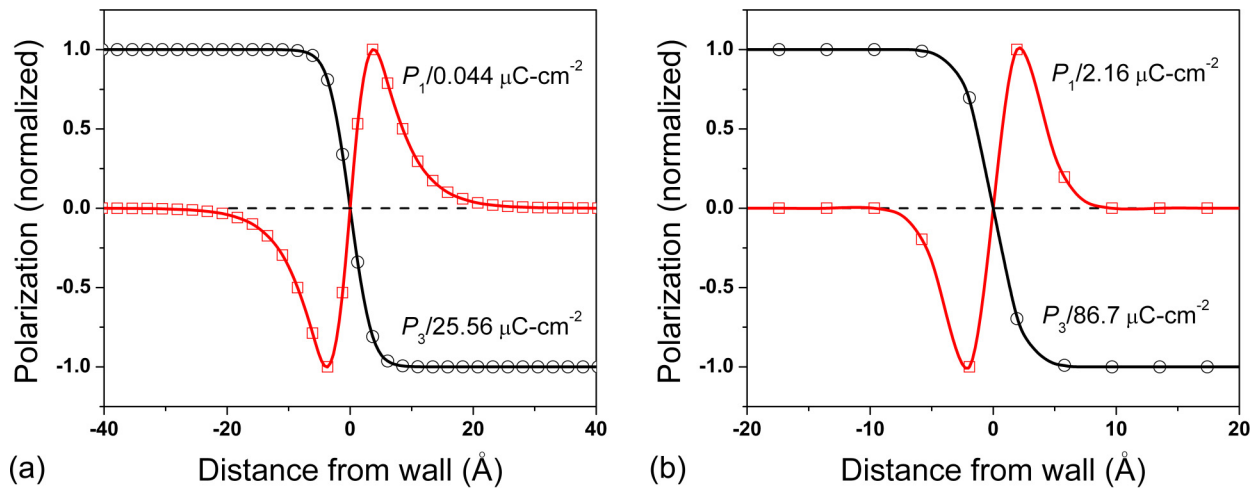 Polarization (normalized)
1.0
0.5
0.0
-0.5
-1.0
P₁/0.044 μC-cm⁻²
P₃/25.56 μC-cm⁻²
-40 -20 0 20 40
(a) Distance from wall (Å)
Polarization (normalized)
1.0
0.5
0.0
-0.5
-1.0
P₁/2.16 μC-cm⁻²
P₃/86.7 μC-cm⁻²
-20 -10 0 10 20
(b) Distance from wall (Å)